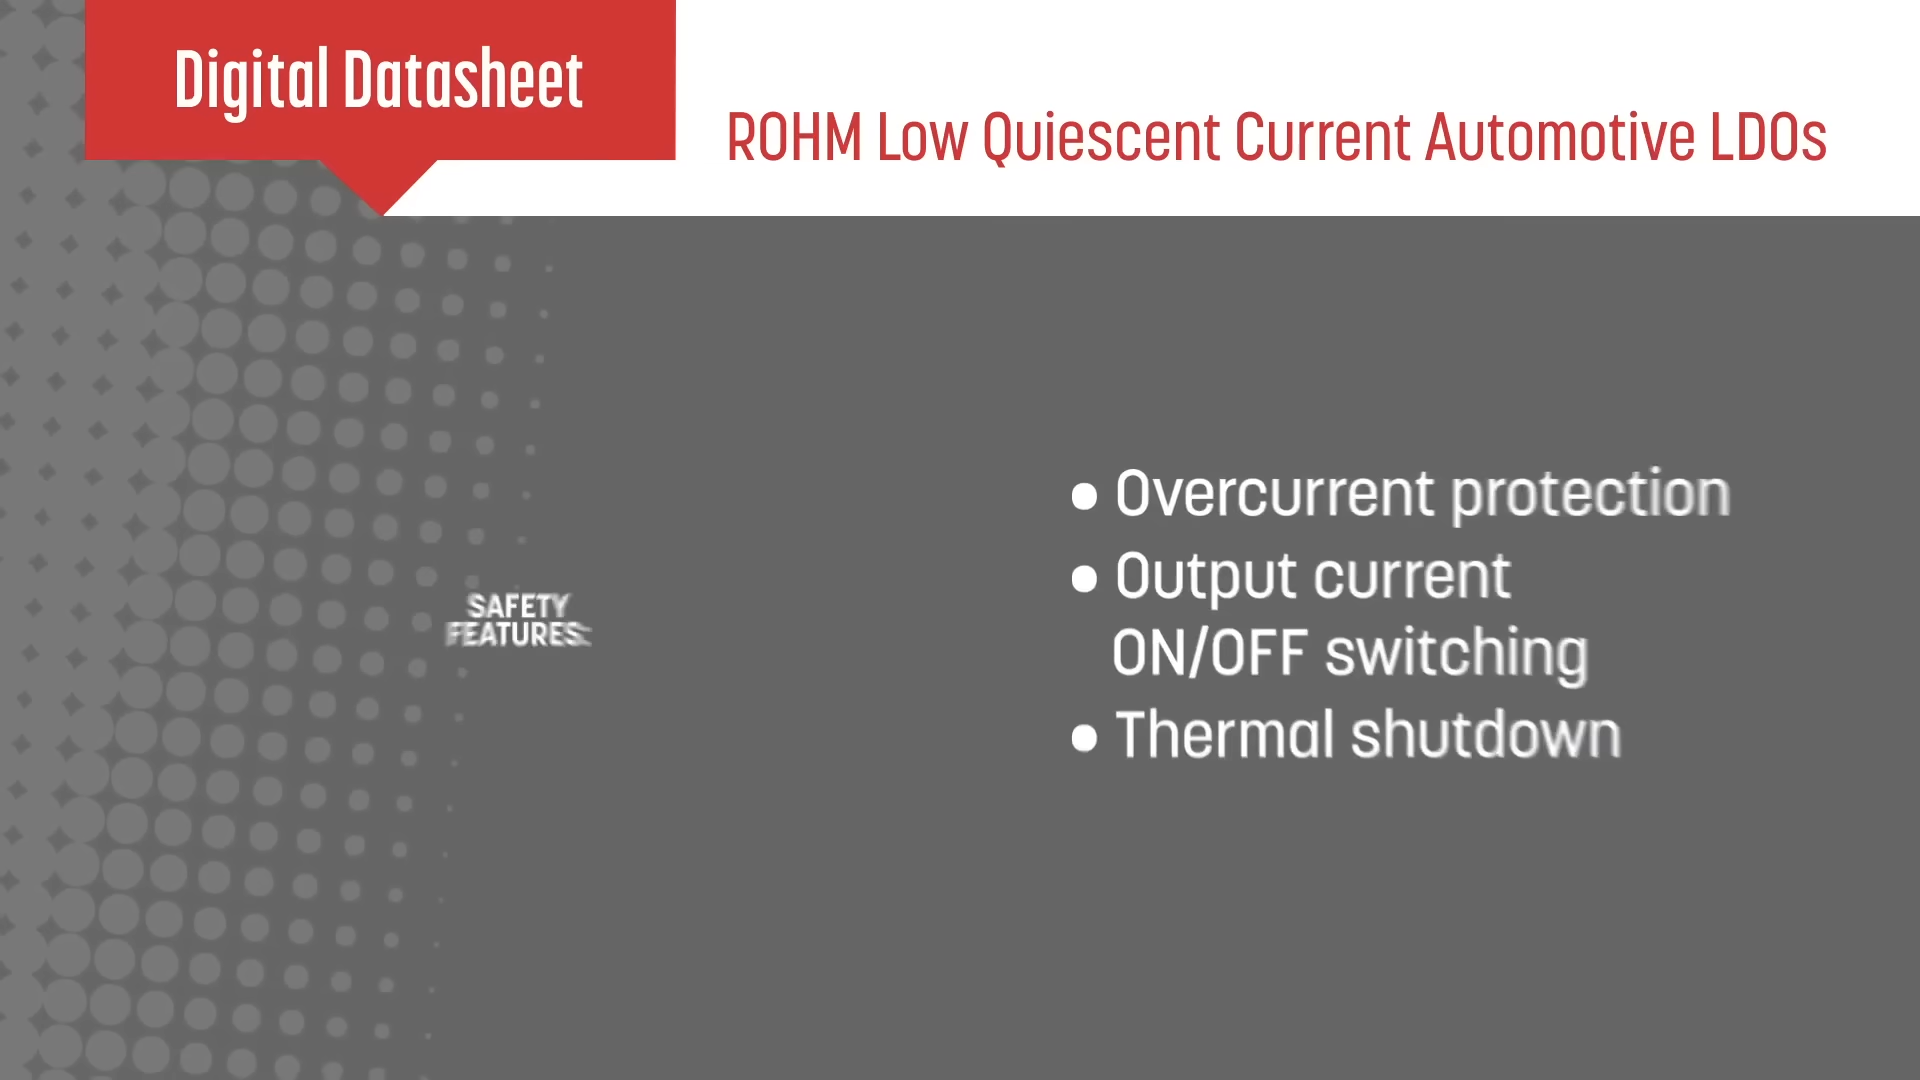 Digital Datasheet
ROHM Low Quiescent Current Automotive LDOs
SAFETY
FEATURES
• Overcurrent protection
• Output current
ON/OFF switching
• Thermal shutdown